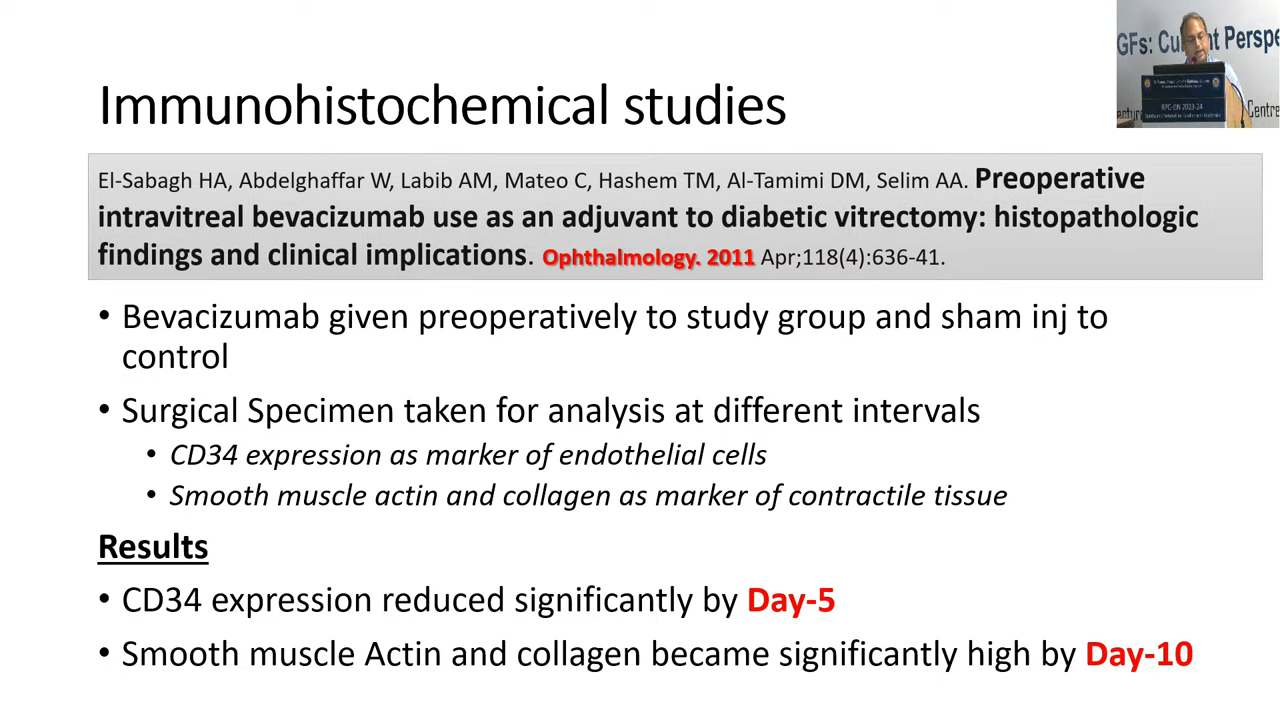 GFs: Current Perspe
RPC-IBN 2023-24
Centre
Immunohistochemical studies
El-Sabagh HA, Abdelghaffar W, Labib AM, Mateo C, Hashem TM, Al-Tamimi DM, Selim AA. Preoperative
intravitreal bevacizumab use as an adjuvant to diabetic vitrectomy: histopathologic
findings and clinical implications. Ophthalmology. 2011 Apr;118(4):636-41.
• Bevacizumab given preoperatively to study group and sham inj to
control
• Surgical Specimen taken for analysis at different intervals
• CD34 expression as marker of endothelial cells
• Smooth muscle actin and collagen as marker of contractile tissue
Results
• CD34 expression reduced significantly by Day-5
• Smooth muscle Actin and collagen became significantly high by Day-10